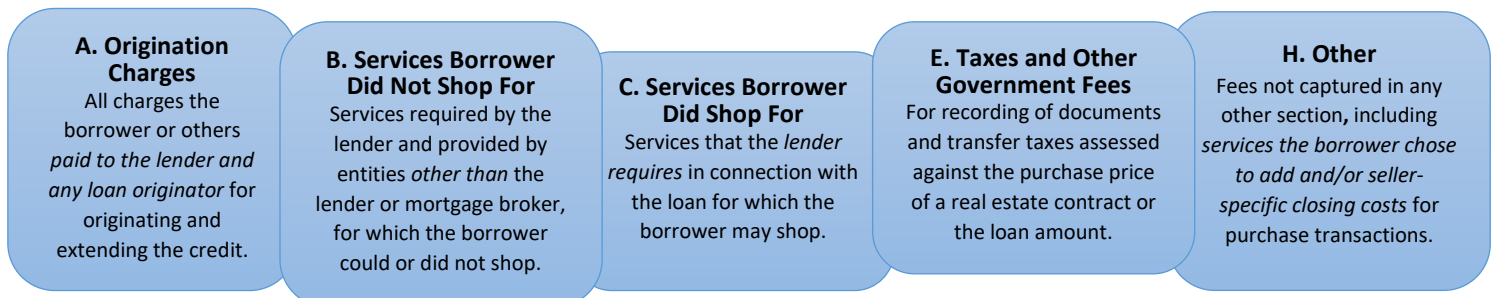 A. Origination
Charges
All charges the
borrower or others
paid to the lender and
any loan originator for
originating and
extending the credit.
B. Services Borrower
Did Not Shop For
Services required by the
lender and provided by
entities other than the
lender or mortgage broker,
for which the borrower
could or did not shop.
C. Services Borrower
Did Shop For
Services that the lender
requires in connection with
the loan for which the
borrower may shop.
E. Taxes and Other
Government Fees
For recording of documents
and transfer taxes assessed
against the purchase price
of a real estate contract or
the loan amount.
H. Other
Fees not captured in any
other section, including
services the borrower chose
to add and/or seller-
specific closing costs for
purchase transactions.